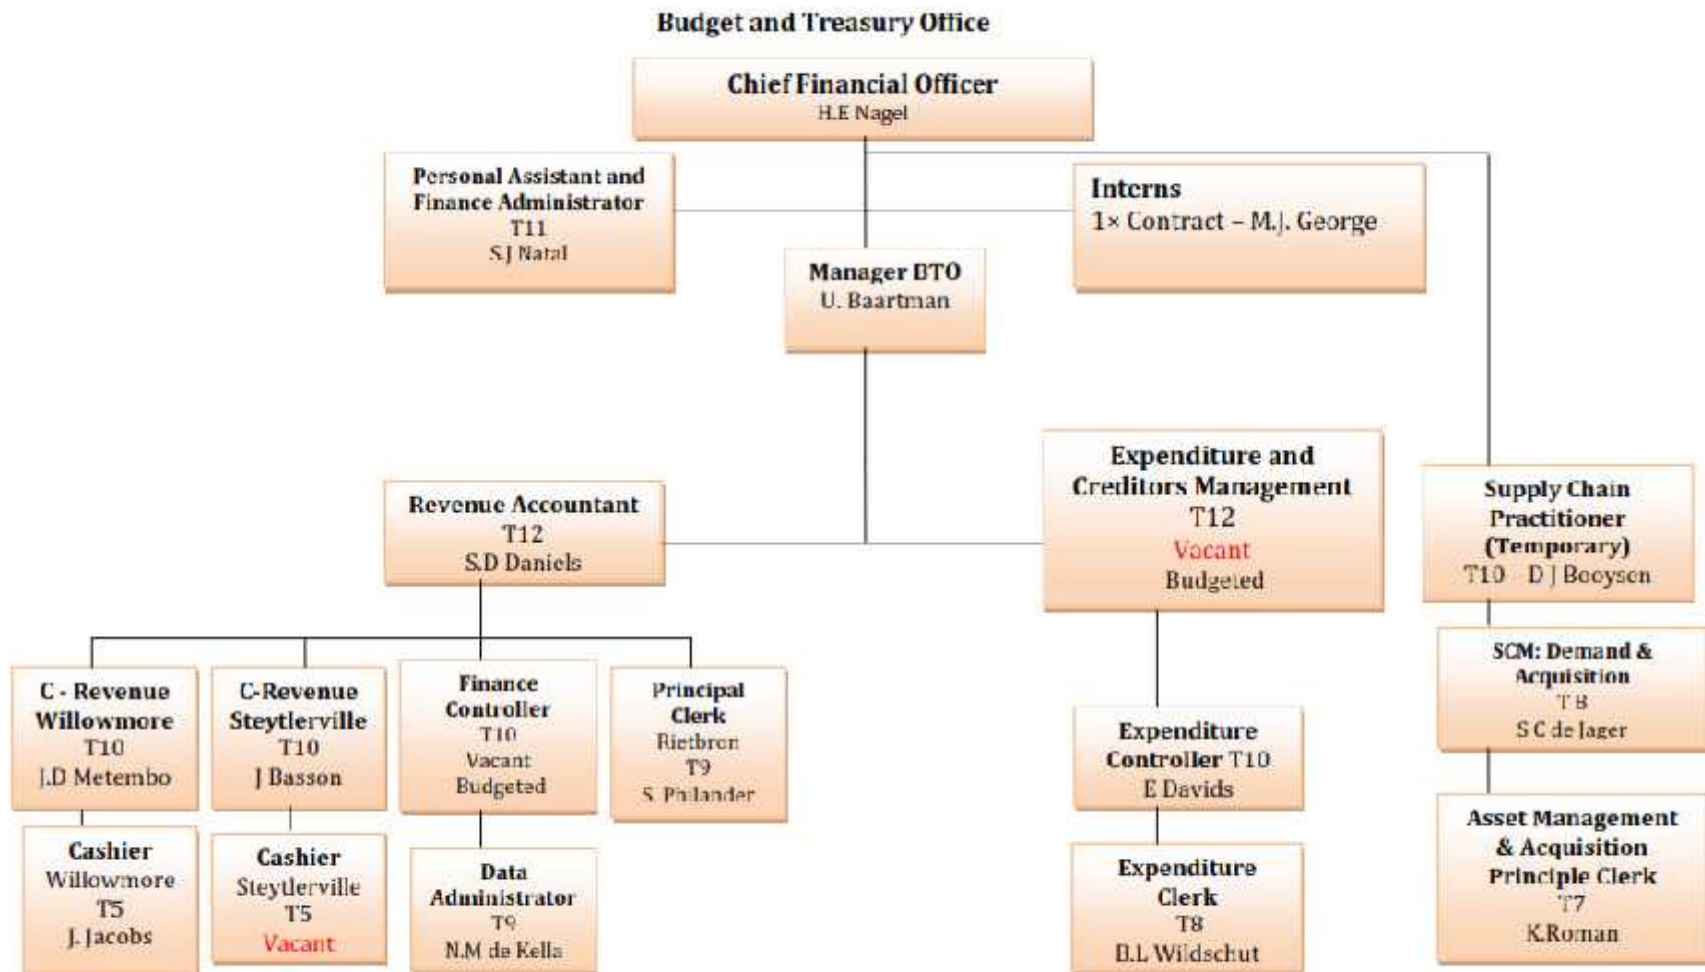 Budget and Treasury Office
Chief Financial Officer
H.E Nagel
Personal Assistant and
Finance Administrator
T11
S.J Natal
Interns
1× Contract – M.J. George
Manager BTO
U. Baartman
Revenue Accountant
T12
S.D Daniels
Expenditure and
Creditors Management
T12
Vacant
Budgeted
Supply Chain
Practitioner
(Temporary)
T10 D J Booysen
C - Revenue
Willowmore
T10
J.D Metembo
C-Revenue
Steytlerville
T10
J Basson
Finance
Controller
T10
Vacant
Budgeted
Principal
Clerk
Rietbron
T9
S. Philander
Expenditure
Controller T10
E Davids
SCM: Demand &
Acquisition
T8
S C de Jager
Cashier
Willowmore
T5
J. Jacobs
Cashier
Steytlerville
T5
Vacant
Data
Administrator
T9
N.M de Kella
Expenditure
Clerk
T8
B.L Wildschut
Asset Management
& Acquisition
Principle Clerk
T7
K.Roman